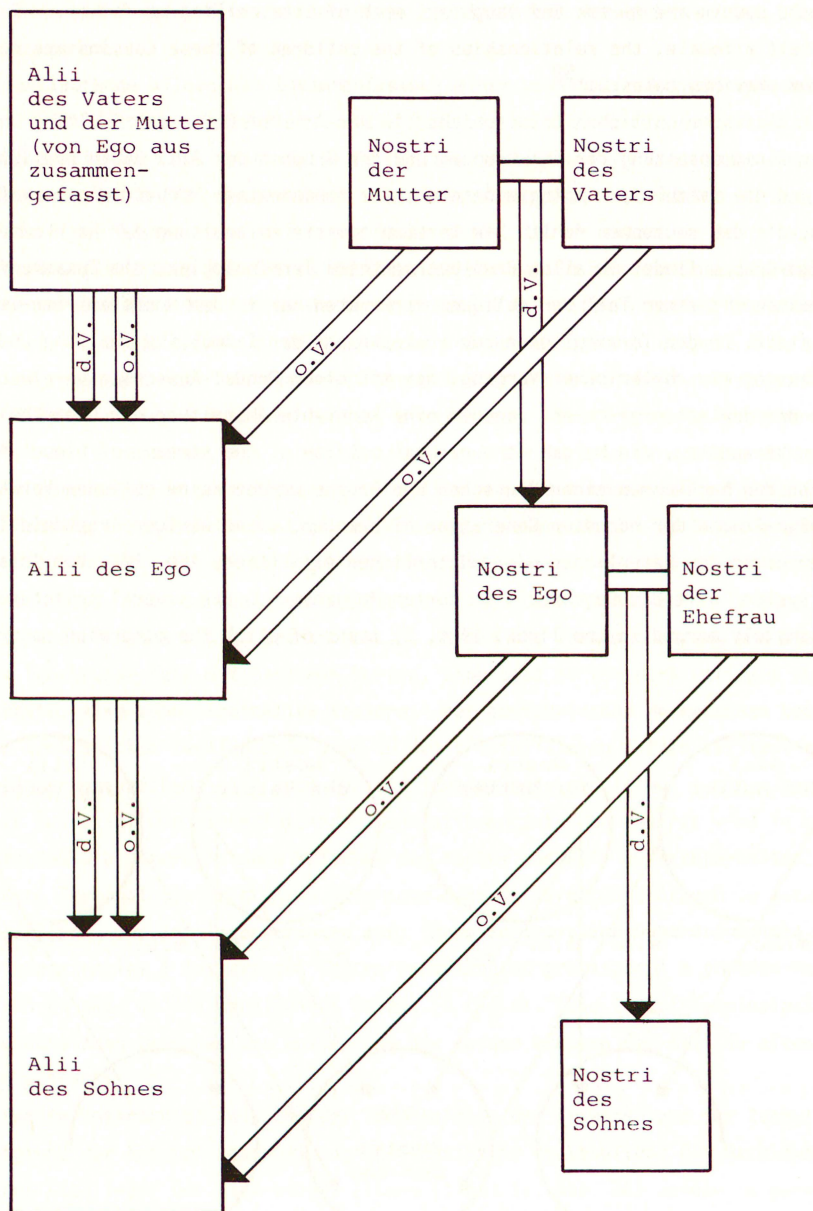 Alii
des Vaters
und der Mutter
(von Ego aus
zusammen-
gefasst)
Nostri
der
Mutter
Nostri
des
Vaters
d.V.
o.V.
o.V.
d.V.
o.V.
Alii des Ego
Nostri
des Ego
Nostri
der
Ehefrau
d.V.
o.V.
o.V.
d.V.
o.V.
Alii
des Sohnes
Nostri
des
Sohnes